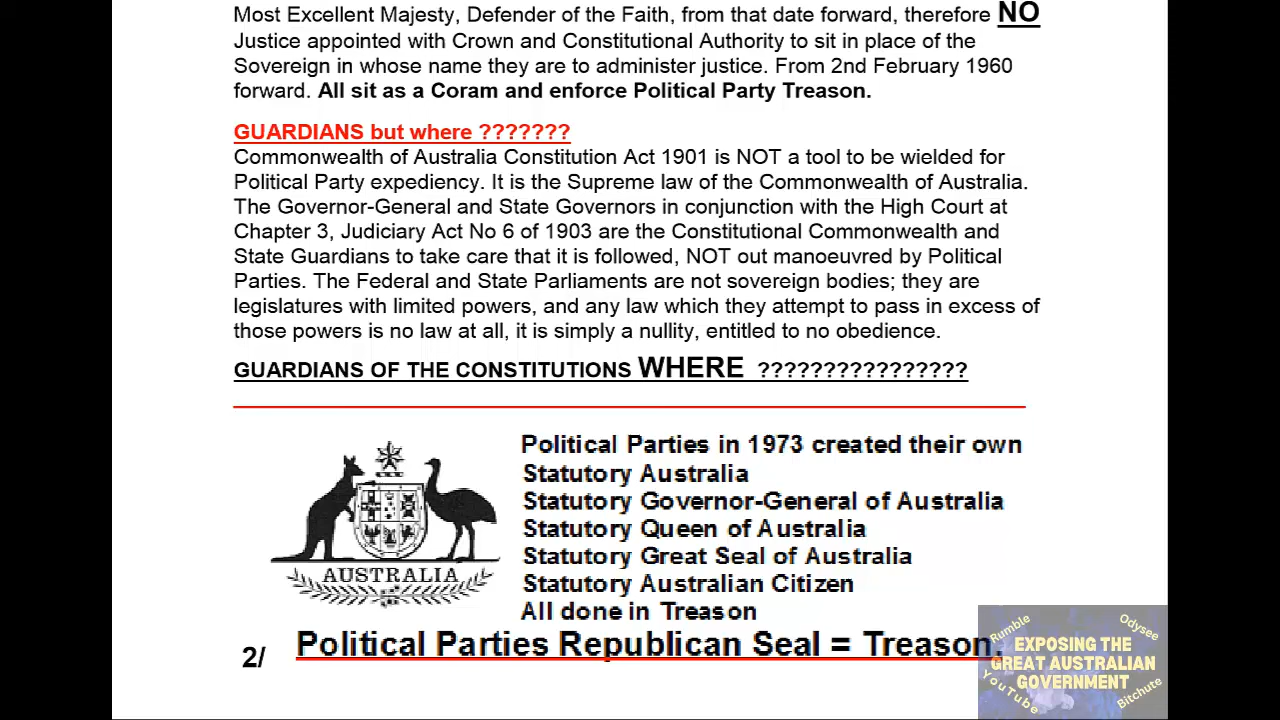 Most Excellent Majesty, Defender of the Faith, from that date forward, therefore NO
Justice appointed with Crown and Constitutional Authority to sit in place of the
Sovereign in whose name they are to administer justice. From 2nd February 1960
forward. All sit as a Coram and enforce Political Party Treason.
GUARDIANS but where ???????
Commonwealth of Australia Constitution Act 1901 is NOT a tool to be wielded for
Political Party expediency. It is the Supreme law of the Commonwealth of Australia.
The Governor-General and State Governors in conjunction with the High Court at
Chapter 3, Judiciary Act No 6 of 1903 are the Constitutional Commonwealth and
State Guardians to take care that it is followed, NOT out manoeuvred by Political
Parties. The Federal and State Parliaments are not sovereign bodies; they are
legislatures with limited powers, and any law which they attempt to pass in excess of
those powers is no law at all, it is simply a nullity, entitled to no obedience.
GUARDIANS OF THE CONSTITUTIONS WHERE ????????????????
Political Parties in 1973 created their own
Statutory Australia
Statutory Governor-General of Australia
Statutory Queen of Australia
Statutory Great Seal of Australia
Statutory Australian Citizen
All done in Treason
AUSTRALIA
2/ Political Parties Republican Seal = Treason.
Rumble
Odysee
EXPOSING THE
GREAT AUSTRALIAN
GOVERNMENT
YouTube
Bitchute